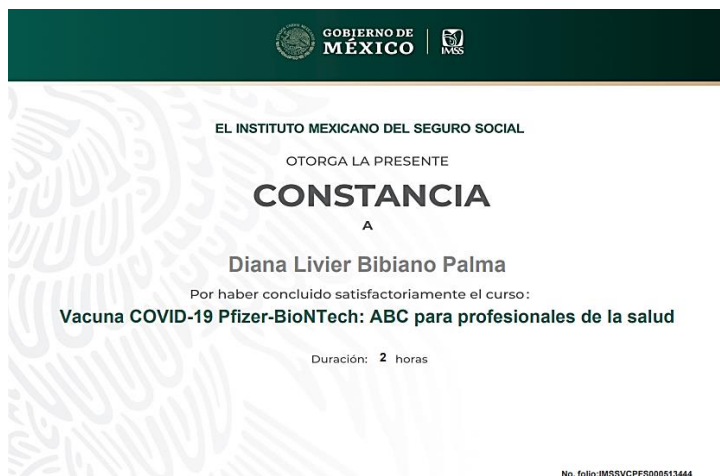 GOBIERNO DE
MÉXICO
IMSS
EL INSTITUTO MEXICANO DEL SEGURO SOCIAL
OTORGA LA PRESENTE
CONSTANCIA
A
Diana Livier Bibiano Palma
Por haber concluido satisfactoriamente el curso:
Vacuna COVID-19 Pfizer-BioNTech: ABC para profesionales de la salud
Duración: 2 horas
No. folio:IMSSVCPFS000513444